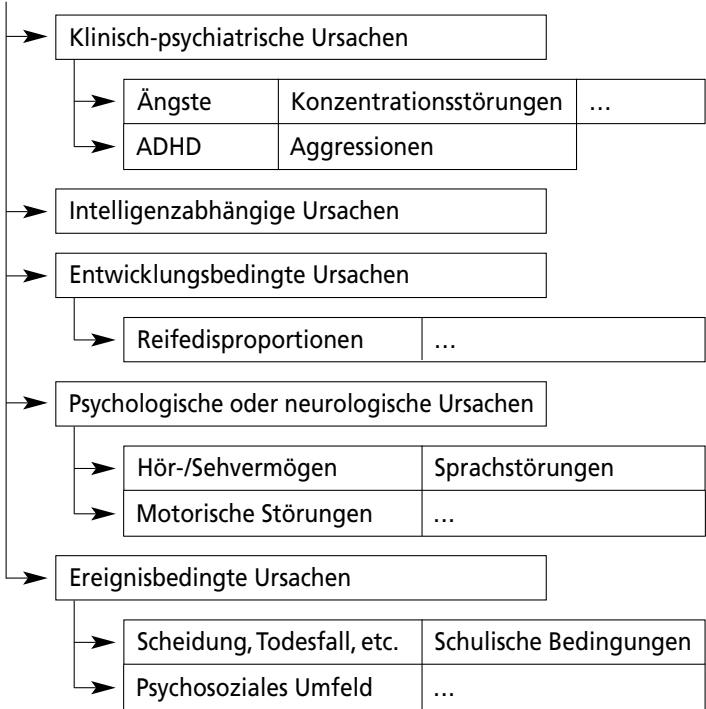 Klinisch-psychiatrische Ursachen
Ängste Konzentrationsstörungen …
ADHD Aggressionen
Intelligenzabhängige Ursachen
Entwicklungsbedingte Ursachen
Reifedisproportionen …
Psychologische oder neurologische Ursachen
Hör-/Sehvermögen Sprachstörungen
Motorische Störungen …
Ereignisbedingte Ursachen
Scheidung, Todesfall, etc. Schulische Bedingungen
Psychosoziales Umfeld …